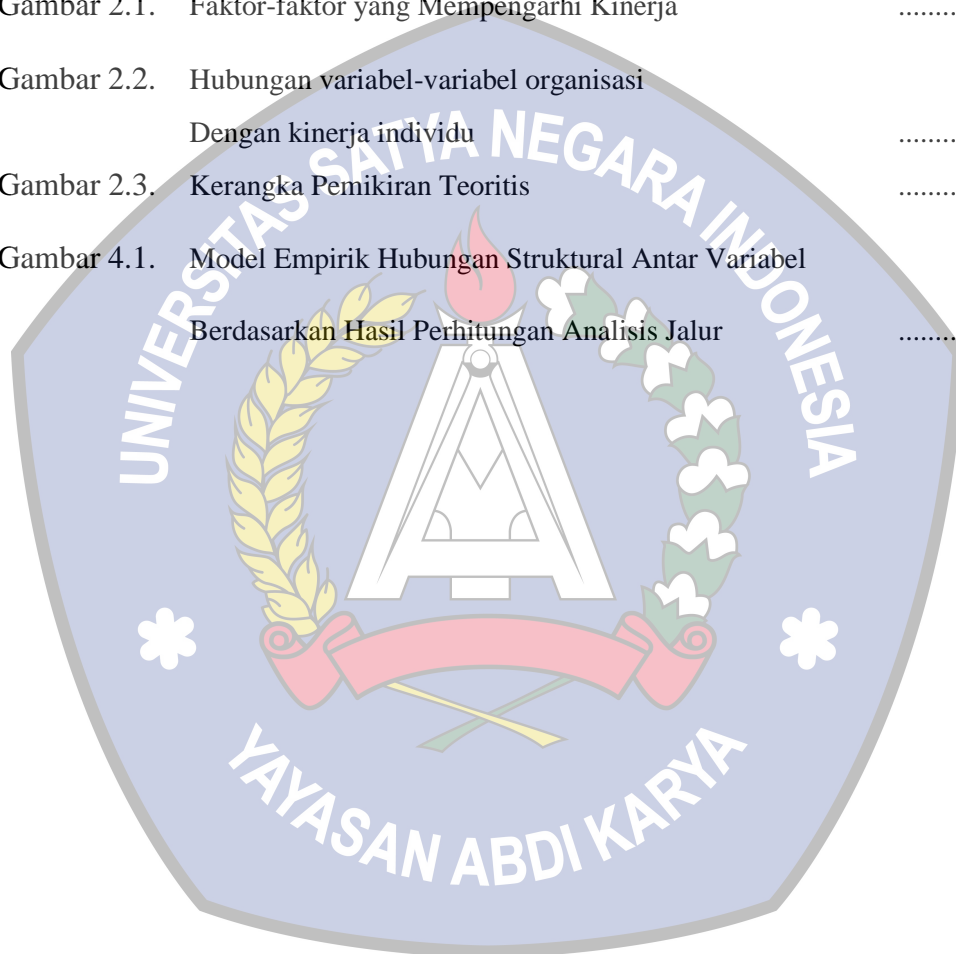 Gambar 2.1. Faktor-faktor yang Mempengarhi Kinerja ........
Gambar 2.2. Hubungan variabel-variabel organisasi
Dengan kinerja individu ........
Gambar 2.3. Kerangka Pemikiran Teoritis ........
Gambar 4.1. Model Empirik Hubungan Struktural Antar Variabel
Berdasarkan Hasil Perhitungan Analisis Jalur ........
UNIVERSITAS SATYA NEGARA INDONESIA
YAYASAN ABDI KARYA